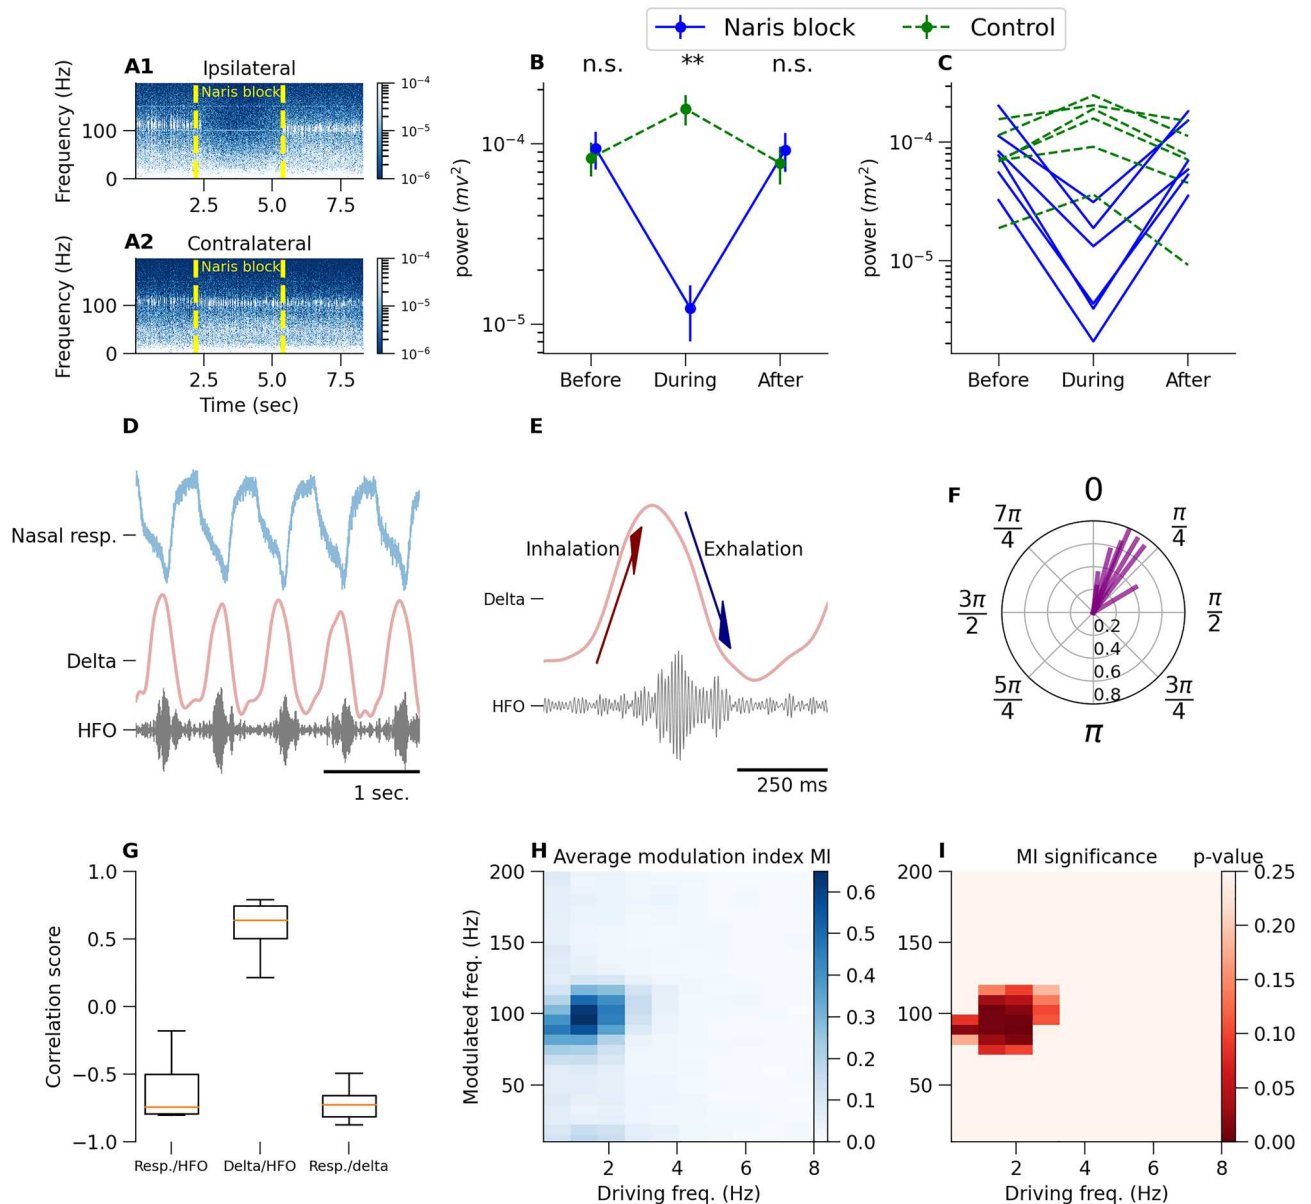 Naris block
Control
A1
Ipsilateral
Frequency (Hz)
100
0
Naris block
2.5
5.0
7.5
10⁻⁴
10⁻⁵
10⁻⁶
A2
Contralateral
Frequency (Hz)
100
0
Naris block
2.5
5.0
7.5
Time (sec)
10⁻⁴
10⁻⁵
10⁻⁶
B
n.s.
**
n.s.
power (mv²)
10⁻⁴
10⁻⁵
Before
During
After
C
power (mv²)
10⁻⁴
10⁻⁵
Before
During
After
D
Nasal resp.
Delta
HFO
1 sec.
E
Inhalation
Exhalation
Delta
HFO
250 ms
F
0
π/4
π/2
3π/4
π
5π/4
3π/2
7π/4
0.2
0.4
0.6
0.8
G
Correlation score
1.0
0.5
0.0
−0.5
−1.0
Resp./HFO
Delta/HFO
Resp./delta
H
Average modulation index MI
Modulated freq. (Hz)
200
150
100
50
2
4
6
8
Driving freq. (Hz)
0.6
0.5
0.4
0.3
0.2
0.1
0.0
I
MI significance
p-value
200
150
100
50
2
4
6
8
Driving freq. (Hz)
0.25
0.20
0.15
0.10
0.05
0.00